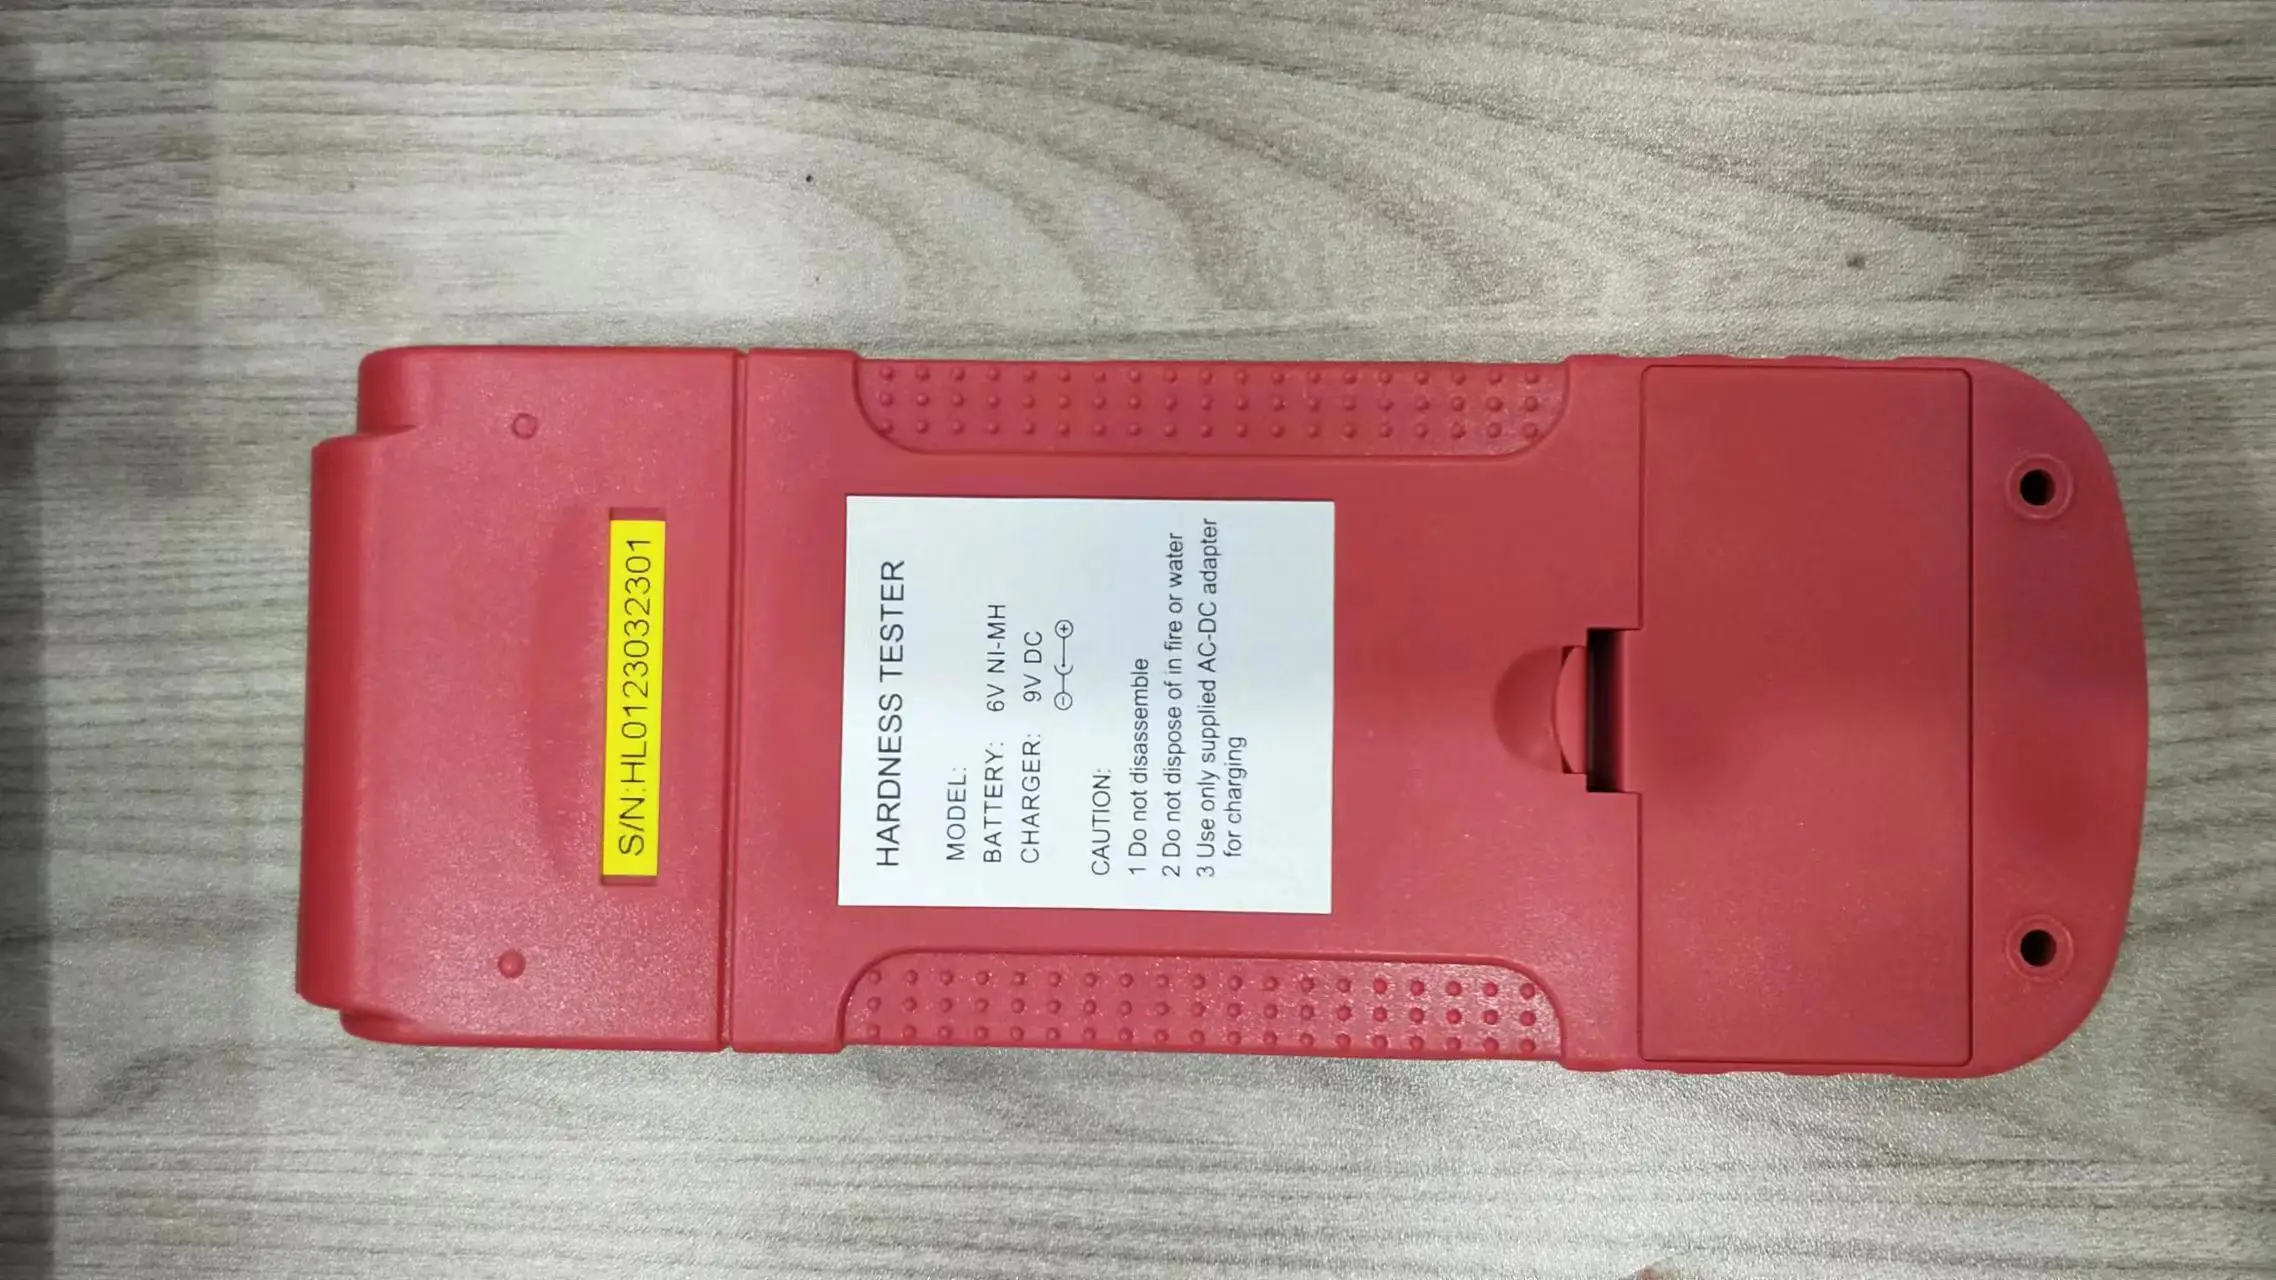 S/N:HL0123032301
HARDNESS TESTER
MODEL:
BATTERY: 6V NI-MH
CHARGER: 9V DC
CAUTION:
1 Do not disassemble
2 Do not dispose of in fire or water
3 Use only supplied AC-DC adapter
for charging